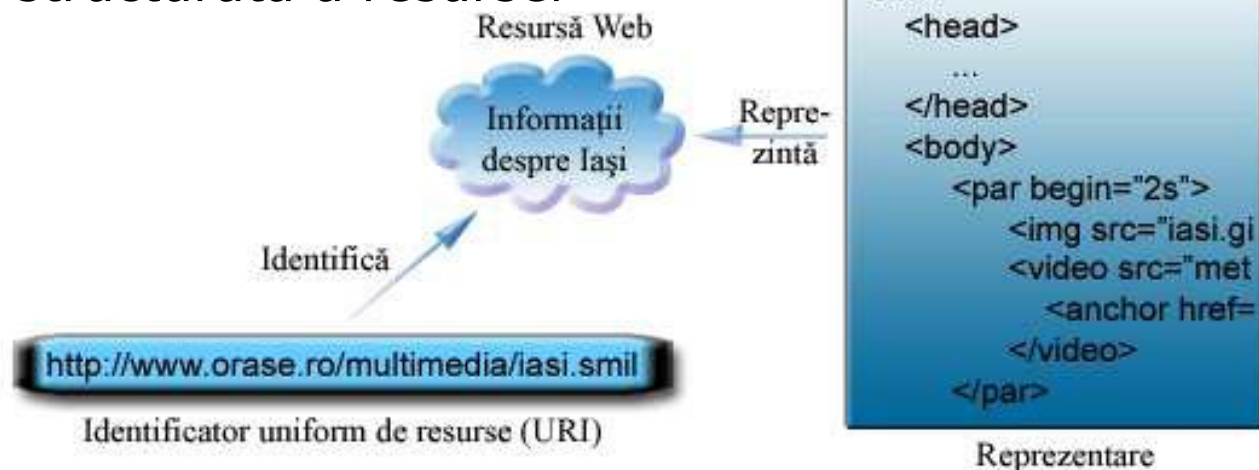 Resursă Web
Informații
despre Iași
Repre-
zintă
Identifică
http://www.orase.ro/multimedia/iasi.smil
Identificator uniform de resurse (URI)
<head>
...
</head>
<body>
<par begin="2s">
<img src="iasi.gi
<video src="met
<anchor href=
</video>
</par>
Reprezentare